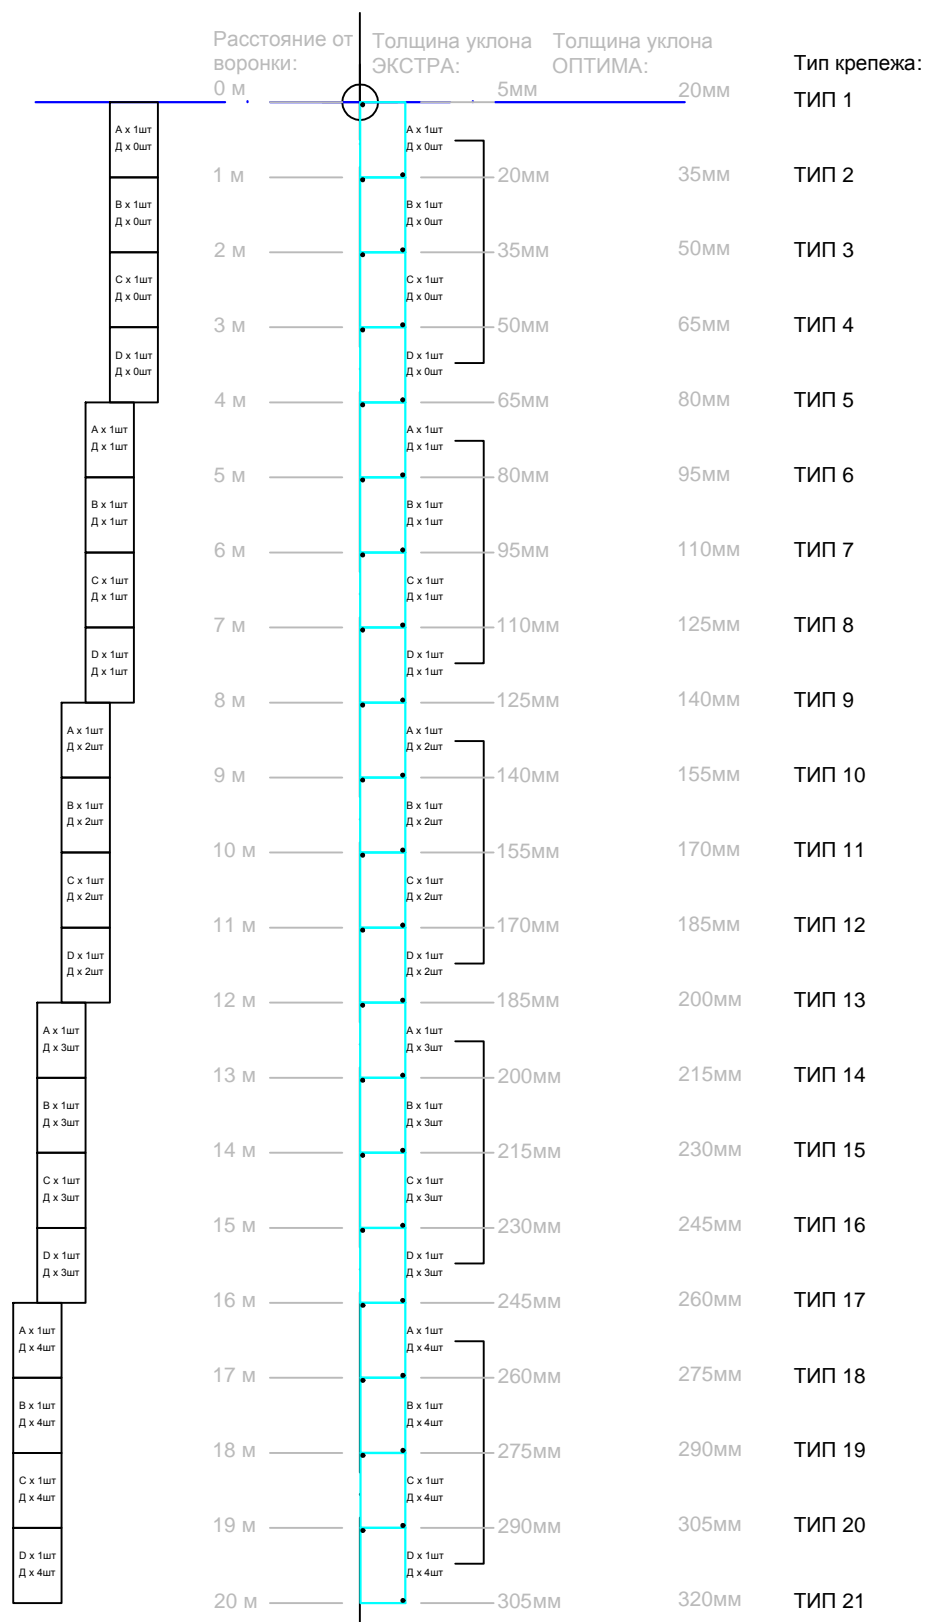 Расстояние от
воронки:
Толщина уклона
ЭКСТРА:
Толщина уклона
ОПТИМА:
Тип крепежа:
0 м 5мм 20мм ТИП 1
А x 1шт А x 1шт
Д x 0шт Д x 0шт
1 м 20мм 35мм ТИП 2
В x 1шт В x 1шт
Д x 0шт Д x 0шт
2 м 35мм 50мм ТИП 3
С x 1шт С x 1шт
Д x 0шт Д x 0шт
3 м 50мм 65мм ТИП 4
D x 1шт D x 1шт
Д x 0шт Д x 0шт
4 м 65мм 80мм ТИП 5
А x 1шт А x 1шт
Д x 1шт Д x 1шт
5 м 80мм 95мм ТИП 6
В x 1шт В x 1шт
Д x 1шт Д x 1шт
6 м 95мм 110мм ТИП 7
С x 1шт С x 1шт
Д x 1шт Д x 1шт
7 м 110мм 125мм ТИП 8
D x 1шт D x 1шт
Д x 1шт Д x 1шт
8 м 125мм 140мм ТИП 9
А x 1шт А x 1шт
Д x 2шт Д x 2шт
9 м 140мм 155мм ТИП 10
В x 1шт В x 1шт
Д x 2шт Д x 2шт
10 м 155мм 170мм ТИП 11
С x 1шт С x 1шт
Д x 2шт Д x 2шт
11 м 170мм 185мм ТИП 12
D x 1шт D x 1шт
Д x 2шт Д x 2шт
12 м 185мм 200мм ТИП 13
А x 1шт А x 1шт
Д x 3шт Д x 3шт
13 м 200мм 215мм ТИП 14
В x 1шт В x 1шт
Д x 3шт Д x 3шт
14 м 215мм 230мм ТИП 15
С x 1шт С x 1шт
Д x 3шт Д x 3шт
15 м 230мм 245мм ТИП 16
D x 1шт D x 1шт
Д x 3шт Д x 3шт
16 м 245мм 260мм ТИП 17
А x 1шт А x 1шт
Д x 4шт Д x 4шт
17 м 260мм 275мм ТИП 18
В x 1шт В x 1шт
Д x 4шт Д x 4шт
18 м 275мм 290мм ТИП 19
С x 1шт С x 1шт
Д x 4шт Д x 4шт
19 м 290мм 305мм ТИП 20
D x 1шт D x 1шт
Д x 4шт Д x 4шт
20 м 305мм 320мм ТИП 21